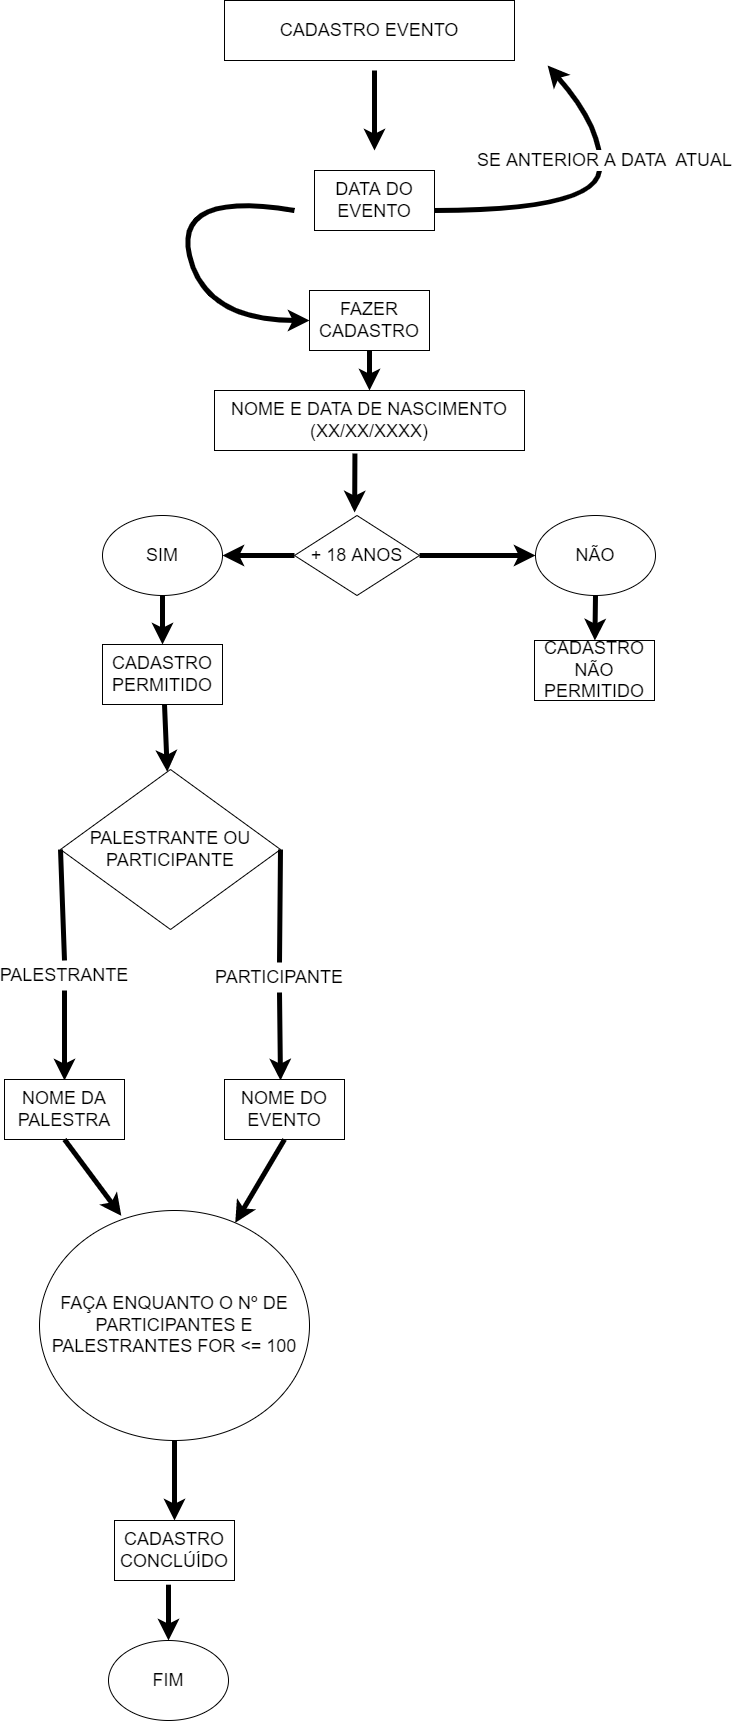 CADASTRO EVENTO
SE ANTERIOR A DATA ATUAL
DATA DO
EVENTO
FAZER
CADASTRO
NOME E DATA DE NASCIMENTO
(XX/XX/XXXX)
SIM
+ 18 ANOS
NÃO
CADASTRO
PERMITIDO
CADASTRO
NÃO
PERMITIDO
PALESTRANTE OU
PARTICIPANTE
PALESTRANTE
PARTICIPANTE
NOME DA
PALESTRA
NOME DO
EVENTO
FAÇA ENQUANTO O Nº DE
PARTICIPANTES E
PALESTRANTES FOR <= 100
CADASTRO
CONCLÚÍDO
FIM